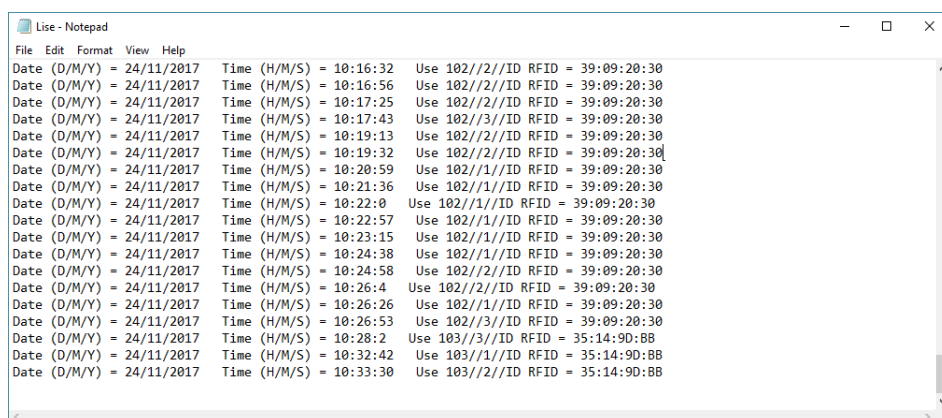 Lise - Notepad
File Edit Format View Help
Date (D/M/Y) = 24/11/2017 Time (H/M/S) = 10:16:32 Use 102//2//ID RFID = 39:09:20:30
Date (D/M/Y) = 24/11/2017 Time (H/M/S) = 10:16:56 Use 102//2//ID RFID = 39:09:20:30
Date (D/M/Y) = 24/11/2017 Time (H/M/S) = 10:17:25 Use 102//2//ID RFID = 39:09:20:30
Date (D/M/Y) = 24/11/2017 Time (H/M/S) = 10:17:43 Use 102//3//ID RFID = 39:09:20:30
Date (D/M/Y) = 24/11/2017 Time (H/M/S) = 10:19:13 Use 102//2//ID RFID = 39:09:20:30
Date (D/M/Y) = 24/11/2017 Time (H/M/S) = 10:19:32 Use 102//2//ID RFID = 39:09:20:30
Date (D/M/Y) = 24/11/2017 Time (H/M/S) = 10:20:59 Use 102//1//ID RFID = 39:09:20:30
Date (D/M/Y) = 24/11/2017 Time (H/M/S) = 10:21:36 Use 102//1//ID RFID = 39:09:20:30
Date (D/M/Y) = 24/11/2017 Time (H/M/S) = 10:22:0 Use 102//1//ID RFID = 39:09:20:30
Date (D/M/Y) = 24/11/2017 Time (H/M/S) = 10:22:57 Use 102//1//ID RFID = 39:09:20:30
Date (D/M/Y) = 24/11/2017 Time (H/M/S) = 10:23:15 Use 102//1//ID RFID = 39:09:20:30
Date (D/M/Y) = 24/11/2017 Time (H/M/S) = 10:24:38 Use 102//1//ID RFID = 39:09:20:30
Date (D/M/Y) = 24/11/2017 Time (H/M/S) = 10:24:58 Use 102//2//ID RFID = 39:09:20:30
Date (D/M/Y) = 24/11/2017 Time (H/M/S) = 10:26:4 Use 102//2//ID RFID = 39:09:20:30
Date (D/M/Y) = 24/11/2017 Time (H/M/S) = 10:26:26 Use 102//1//ID RFID = 39:09:20:30
Date (D/M/Y) = 24/11/2017 Time (H/M/S) = 10:26:53 Use 102//3//ID RFID = 39:09:20:30
Date (D/M/Y) = 24/11/2017 Time (H/M/S) = 10:28:2 Use 103//3//ID RFID = 35:14:9D:BB
Date (D/M/Y) = 24/11/2017 Time (H/M/S) = 10:32:42 Use 103//1//ID RFID = 35:14:9D:BB
Date (D/M/Y) = 24/11/2017 Time (H/M/S) = 10:33:30 Use 103//2//ID RFID = 35:14:9D:BB